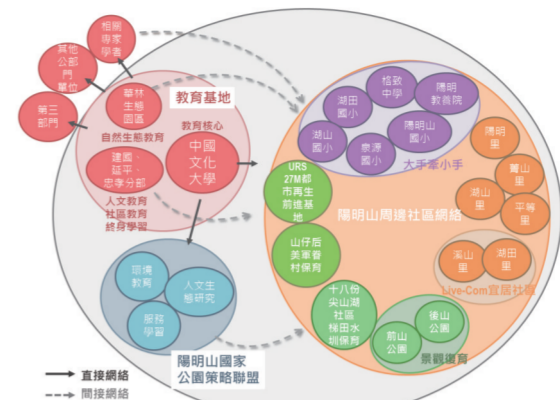 相關
專家
學者
其他
公部
門
單位
第三
部門
華林
生態
園區
教育基地
自然生態教育
教育核心
建國、
延平、
忠孝分部
中國
文化
大學
人文教育
社區教育
終身學習
環境
教育
人文生
態研究
服務
學習
陽明山國家
公園策略聯盟
直接網絡
間接網絡
格致
中學
陽明
教養院
湖田
國小
湖山
國小
泉源
國小
陽明山
國小
大手牽小手
URS
27M都
市再生
前進基
地
陽明山周邊社區網絡
山仔后
美軍眷
村保育
十八份
尖山湖
社區
梯田水
圳保育
陽明
里
菁山
里
湖山
里
平等
里
溪山
里
湖田
里
Live-Com宜居社區
前山
公園
後山
公園
景觀復育